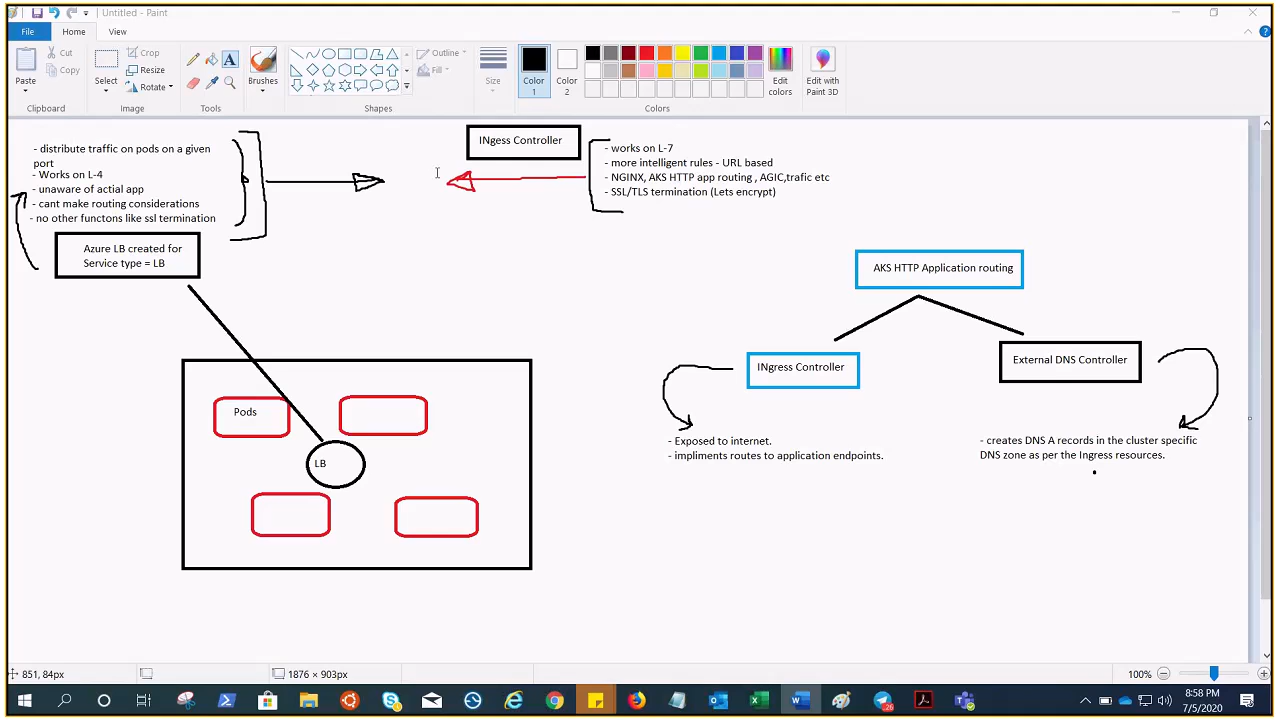 Untitled - Paint
File
Home
View
Paste
Cut
Copy
Clipboard
Select
Crop
Resize
Rotate
Image
Tools
Brushes
Shapes
Outline
Fill
Size
Color
1
Color
2
Edit
colors
Colors
Edit with
Paint 3D
- distribute traffic on pods on a given
port
- Works on L-4
- unaware of actial app
- cant make routing considerations
- no other functons like ssl termination
Azure LB created for
Service type = LB
INgess Controller
- works on L-7
- more intelligent rules - URL based
- NGINX, AKS HTTP app routing , AGIC,trafic etc
- SSL/TLS termination (Lets encrypt)
AKS HTTP Application routing
INgress Controller
External DNS Controller
- Exposed to internet.
- impliments routes to application endpoints.
- creates DNS A records in the cluster specific
DNS zone as per the Ingress resources.
Pods
LB
851, 84px
1876 × 903px
100%
26
8:58 PM
7/5/2020